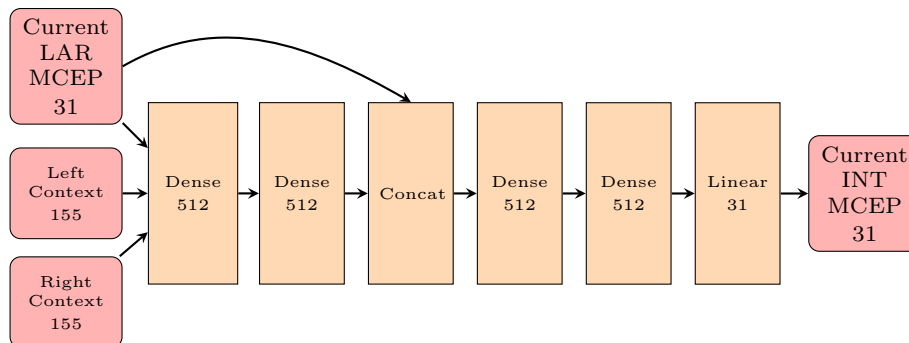 Current
LAR
MCEP
31
Left
Context
155
Right
Context
155
Dense
512
Dense
512
Concat
Dense
512
Dense
512
Linear
31
Current
INT
MCEP
31